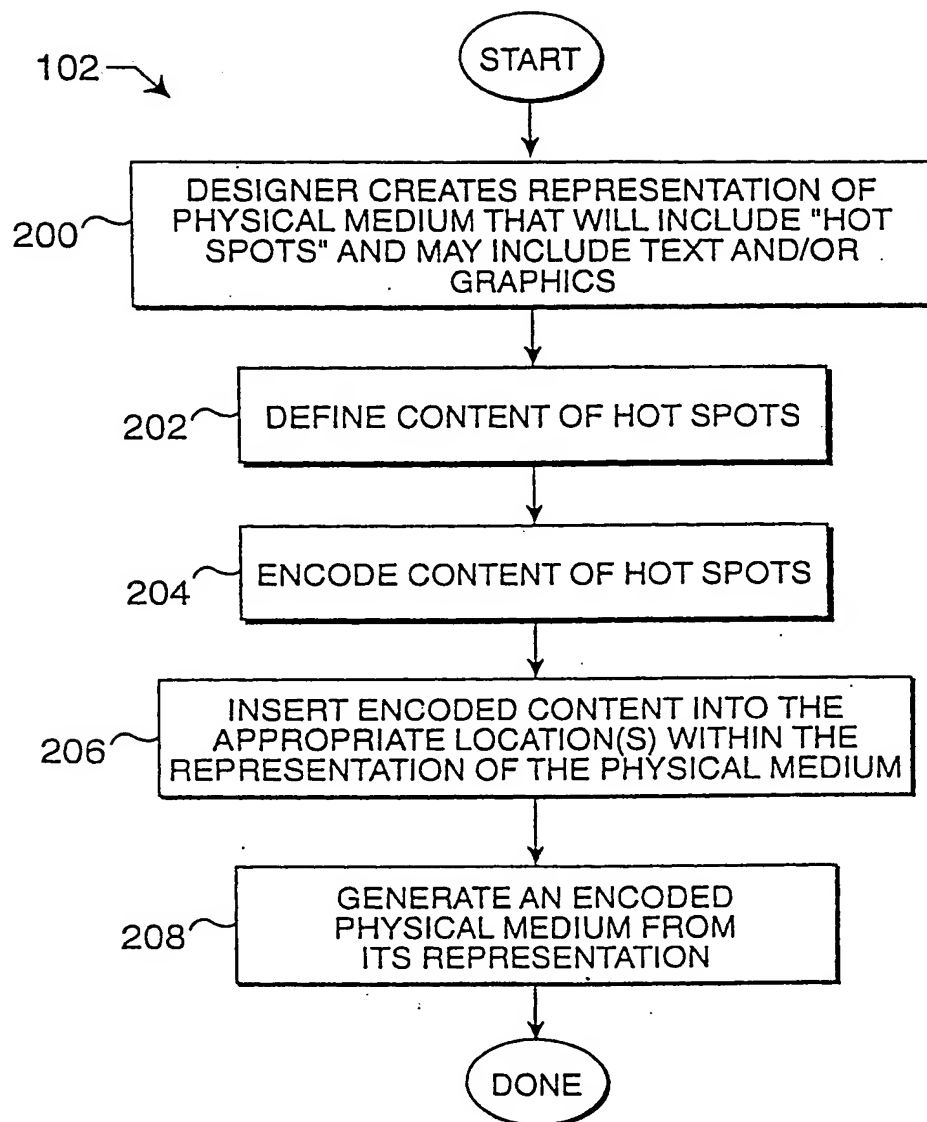 START
102
DESIGNER CREATES REPRESENTATION OF
PHYSICAL MEDIUM THAT WILL INCLUDE "HOT
SPOTS" AND MAY INCLUDE TEXT AND/OR
GRAPHICS
200
DEFINE CONTENT OF HOT SPOTS
202
ENCODE CONTENT OF HOT SPOTS
204
INSERT ENCODED CONTENT INTO THE
APPROPRIATE LOCATION(S) WITHIN THE
REPRESENTATION OF THE PHYSICAL MEDIUM
206
GENERATE AN ENCODED
PHYSICAL MEDIUM FROM
ITS REPRESENTATION
208
DONE